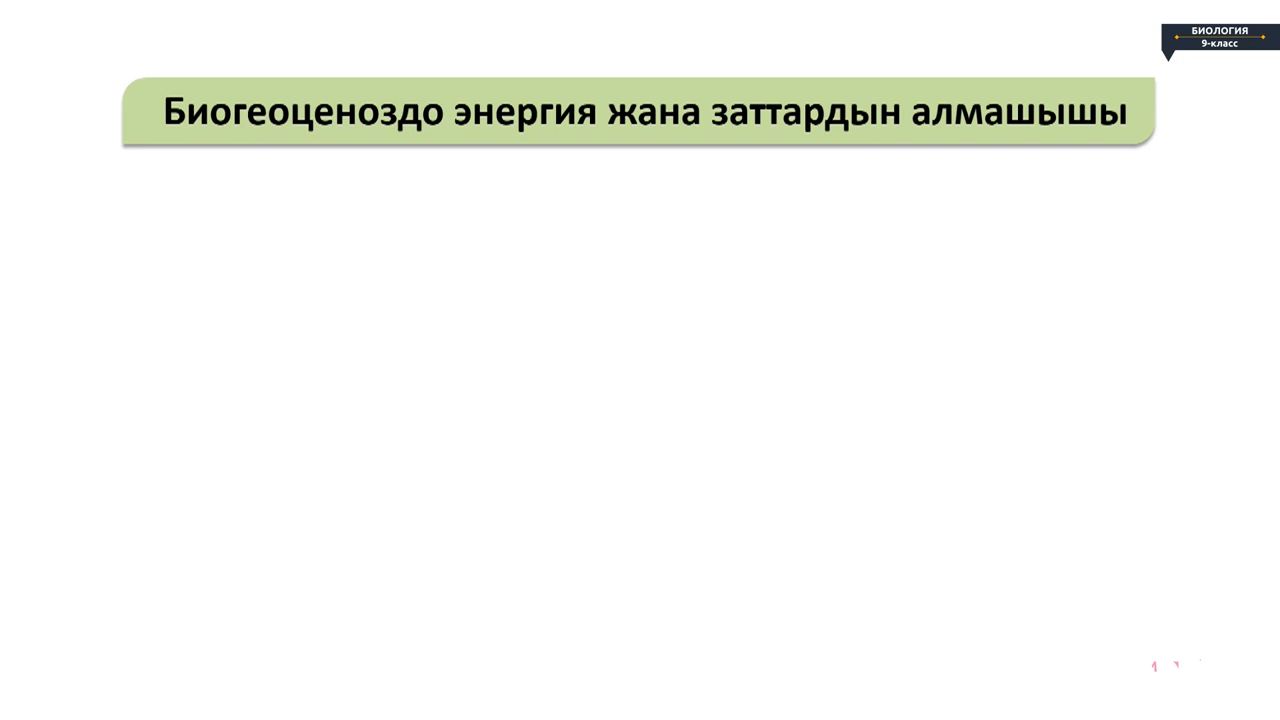 БИОЛОГИЯ
9-класс
Биогеоценоздо энергия жана заттардын алмашышы